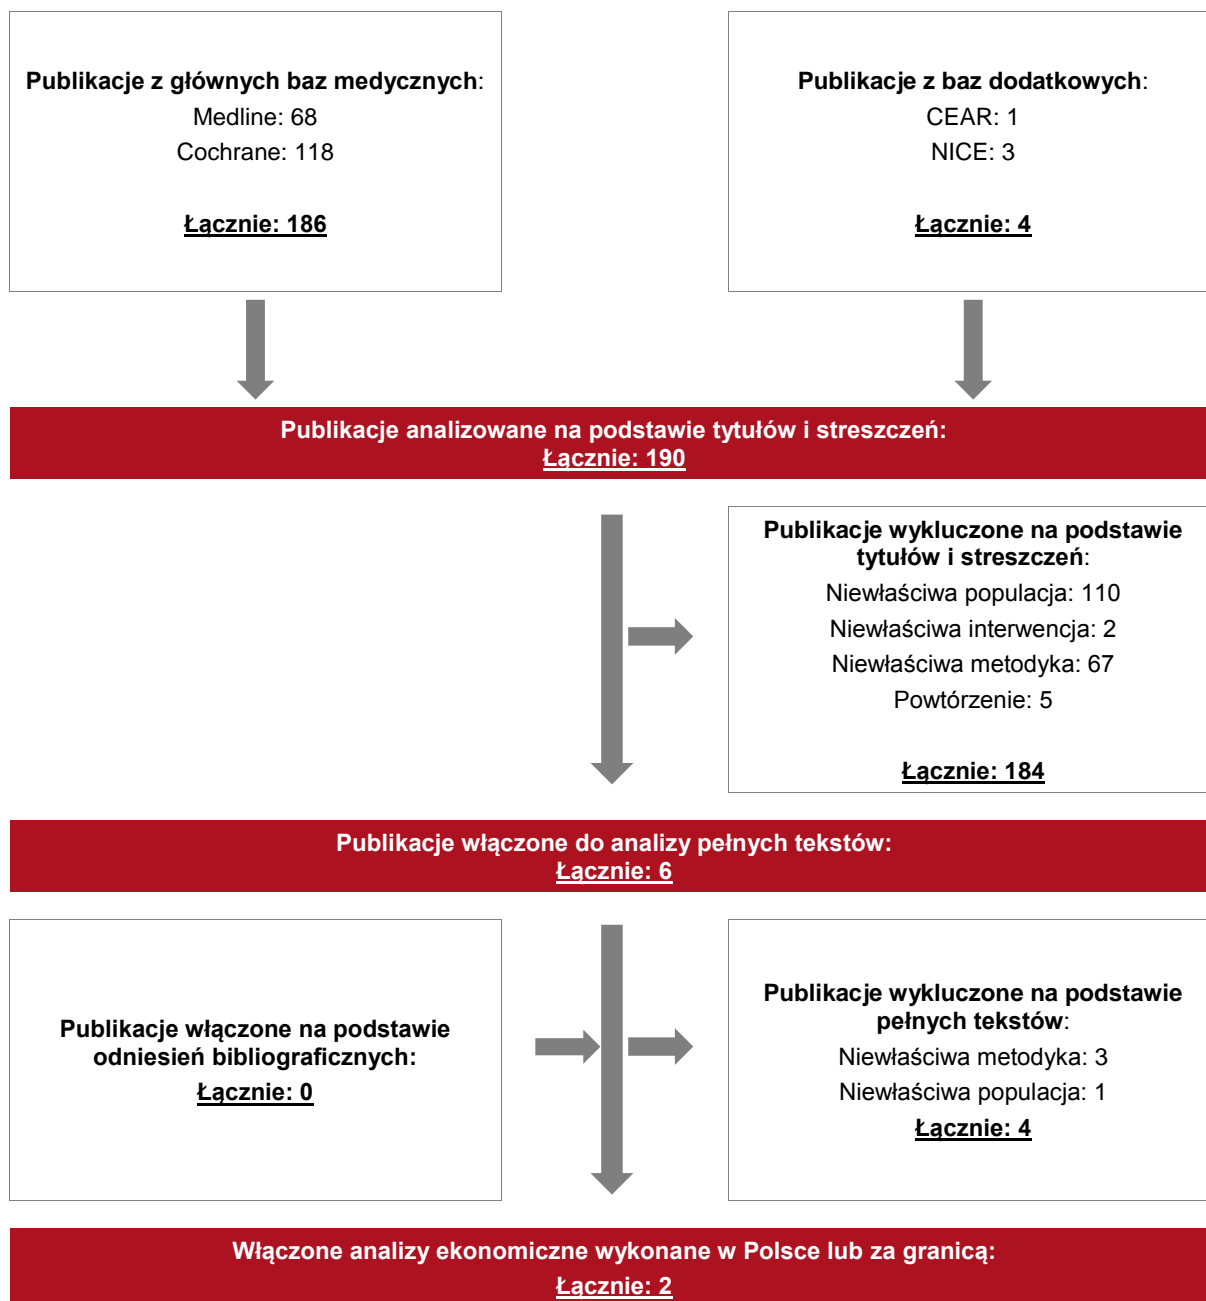 Publikacje z głównych baz medycznych:
Medline: 68
Cochrane: 118
Łącznie: 186
Publikacje z baz dodatkowych:
CEAR: 1
NICE: 3
Łącznie: 4
Publikacje analizowane na podstawie tytułów i streszczeń:
Łącznie: 190
Publikacje wykluczone na podstawie
tytułów i streszczeń:
Niewłaściwa populacja: 110
Niewłaściwa interwencja: 2
Niewłaściwa metodyka: 67
Powtórzenie: 5
Łącznie: 184
Publikacje włączone do analizy pełnych tekstów:
Łącznie: 6
Publikacje włączone na podstawie
odniesień bibliograficznych:
Łącznie: 0
Publikacje wykluczone na podstawie
pełnych tekstów:
Niewłaściwa metodyka: 3
Niewłaściwa populacja: 1
Łącznie: 4
Włączone analizy ekonomiczne wykonane w Polsce lub za granicą:
Łącznie: 2